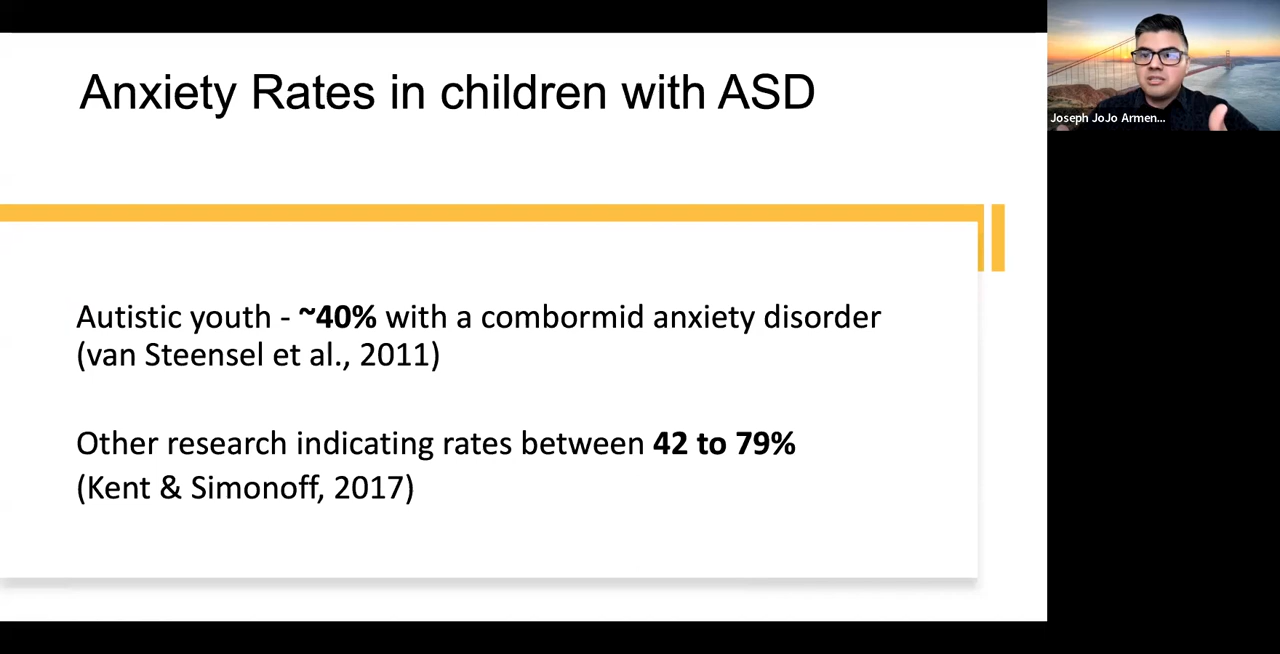 Anxiety Rates in children with ASD
Joseph JoJo Armen...
Autistic youth - ~40% with a combormid anxiety disorder
(van Steensel et al., 2011)
Other research indicating rates between 42 to 79%
(Kent & Simonoff, 2017)